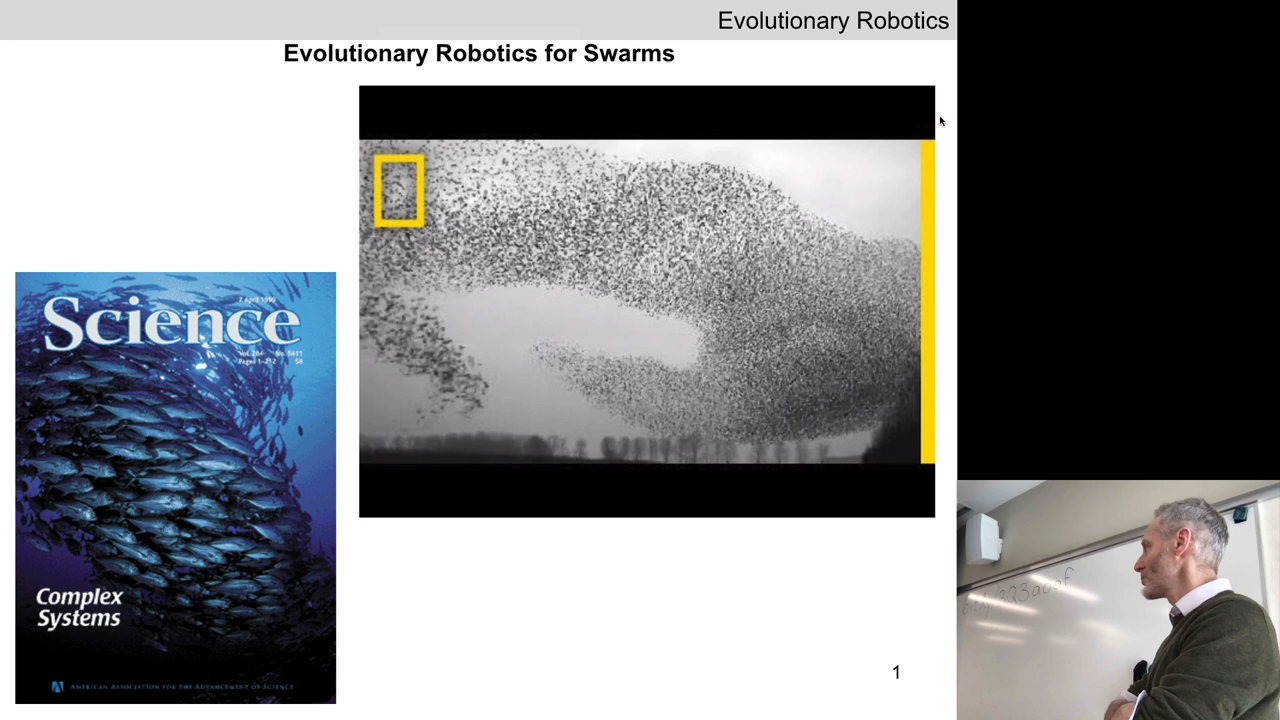 Evolutionary Robotics
Evolutionary Robotics for Swarms
Science
Complex
Systems
AMERICAN ASSOCIATION FOR THE ADVANCEMENT OF SCIENCE
1